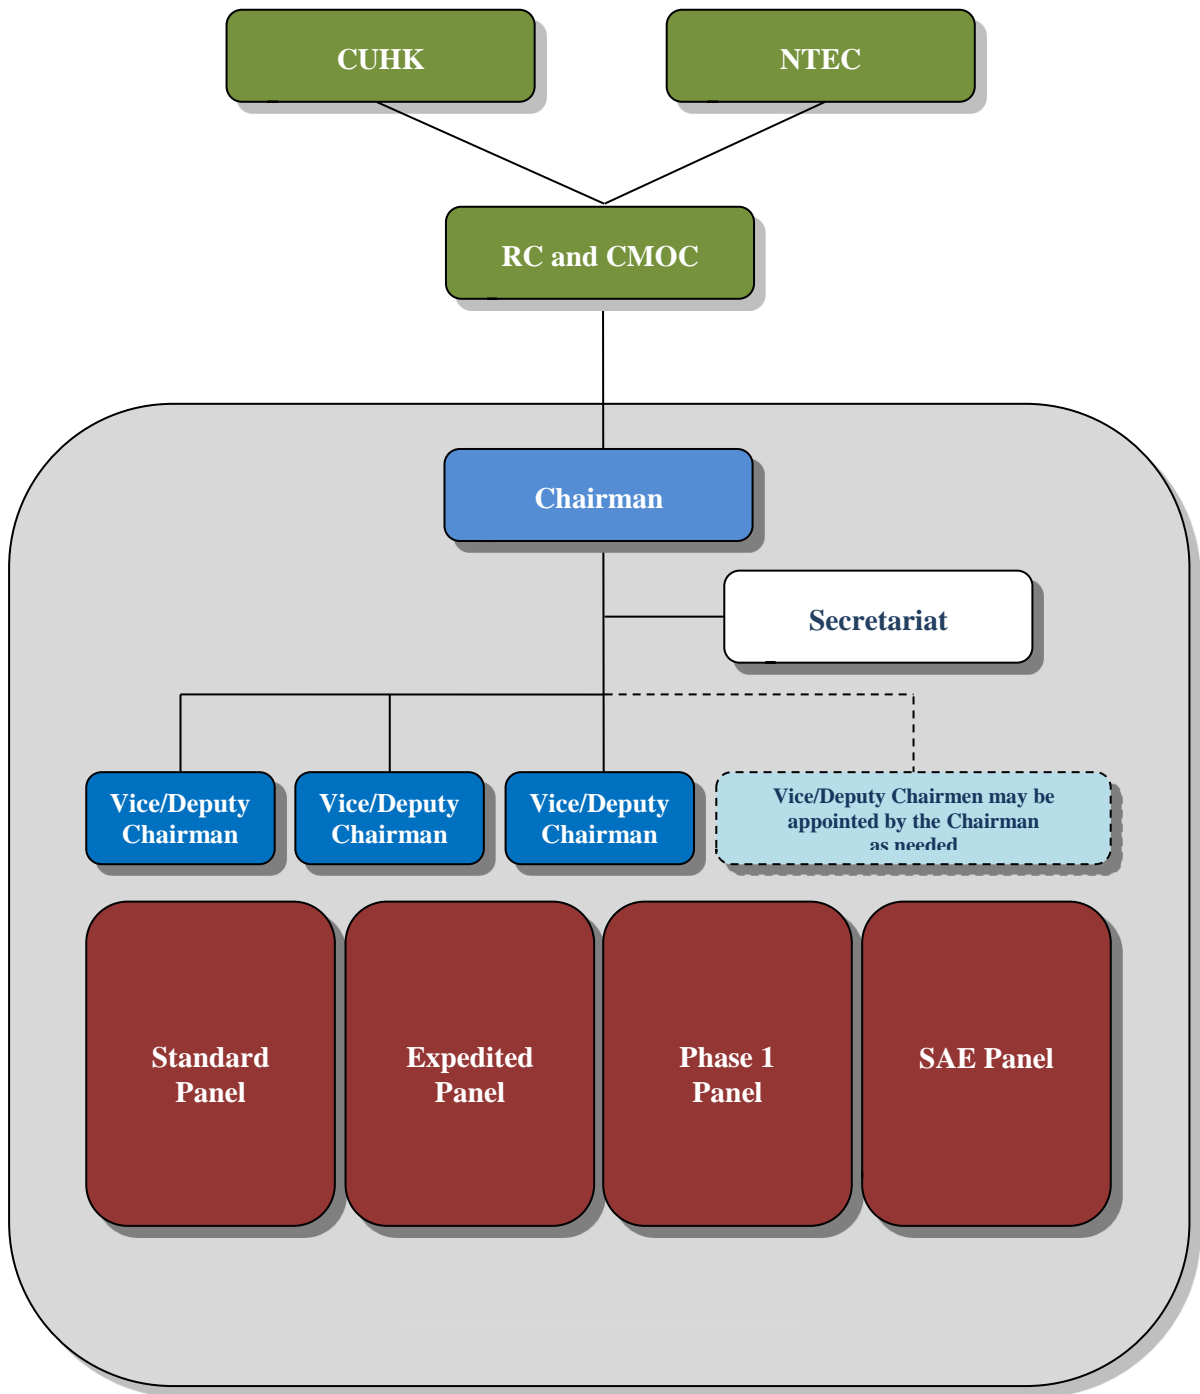 CUHK
NTEC
RC and CMOC
Chairman
Secretariat
Vice/Deputy
Chairman
Vice/Deputy
Chairman
Vice/Deputy
Chairman
Vice/Deputy Chairmen may be
appointed by the Chairman
as needed
Standard
Panel
Expedited
Panel
Phase 1
Panel
SAE Panel